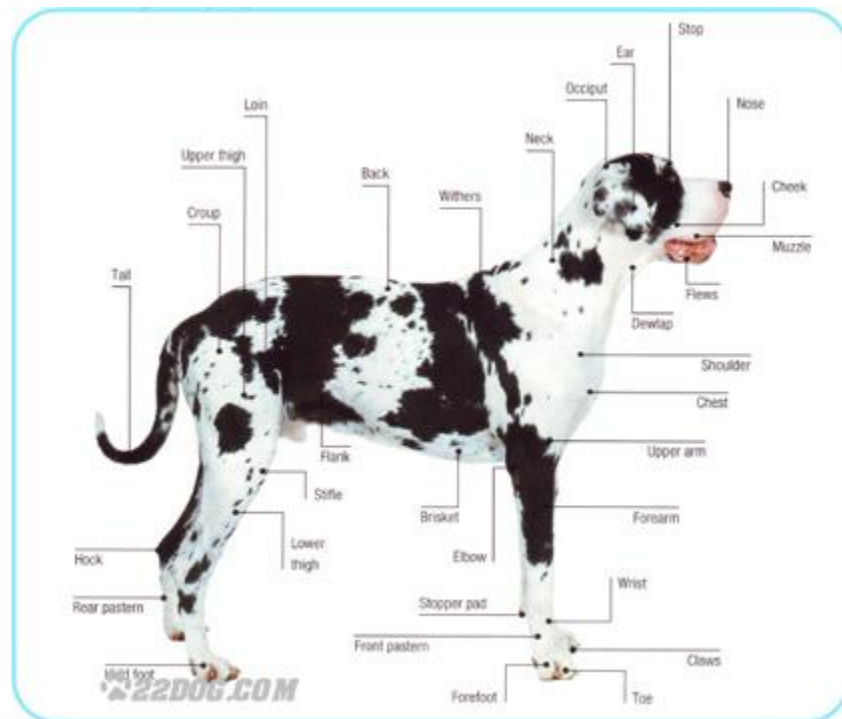 Stop
Ear
Occiput
Nose
Loin
Neck
Upper thigh
Back
Cheek
Withers
Croup
Muzzle
Tail
Flews
Dewlap
Shoulder
Chest
Upper arm
Flank
Stifle
Brisket
Forearm
Lower
thigh
Elbow
Hock
Wrist
Stopper pad
Rear pastern
Front pastern
Claws
foot
22DOG.COM
Forefoot
Toe